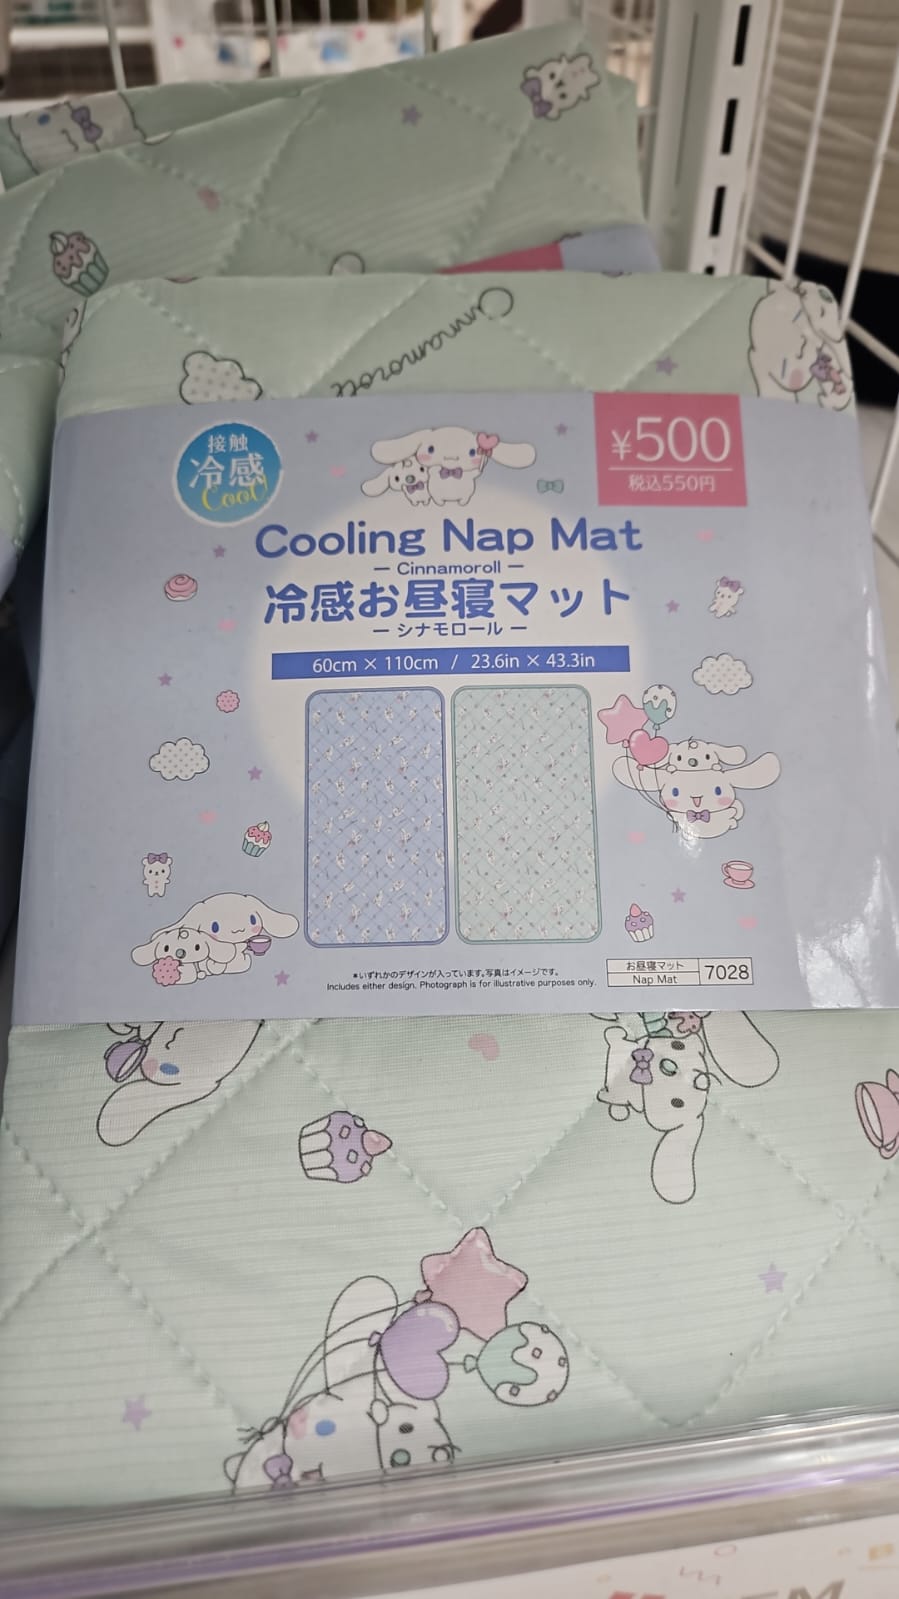 Cinnamoroll
接触
冷感
Cool!
¥500
税込550円
Cooling Nap Mat
— Cinnamoroll —
冷感お昼寝マット
— シナモロール —
60cm × 110cm / 23.6in × 43.3in
※いずれかのデザインが入っています。写真はイメージです。
Includes either design. Photograph is for illustrative purposes only.
お昼寝マット
Nap Mat
7028